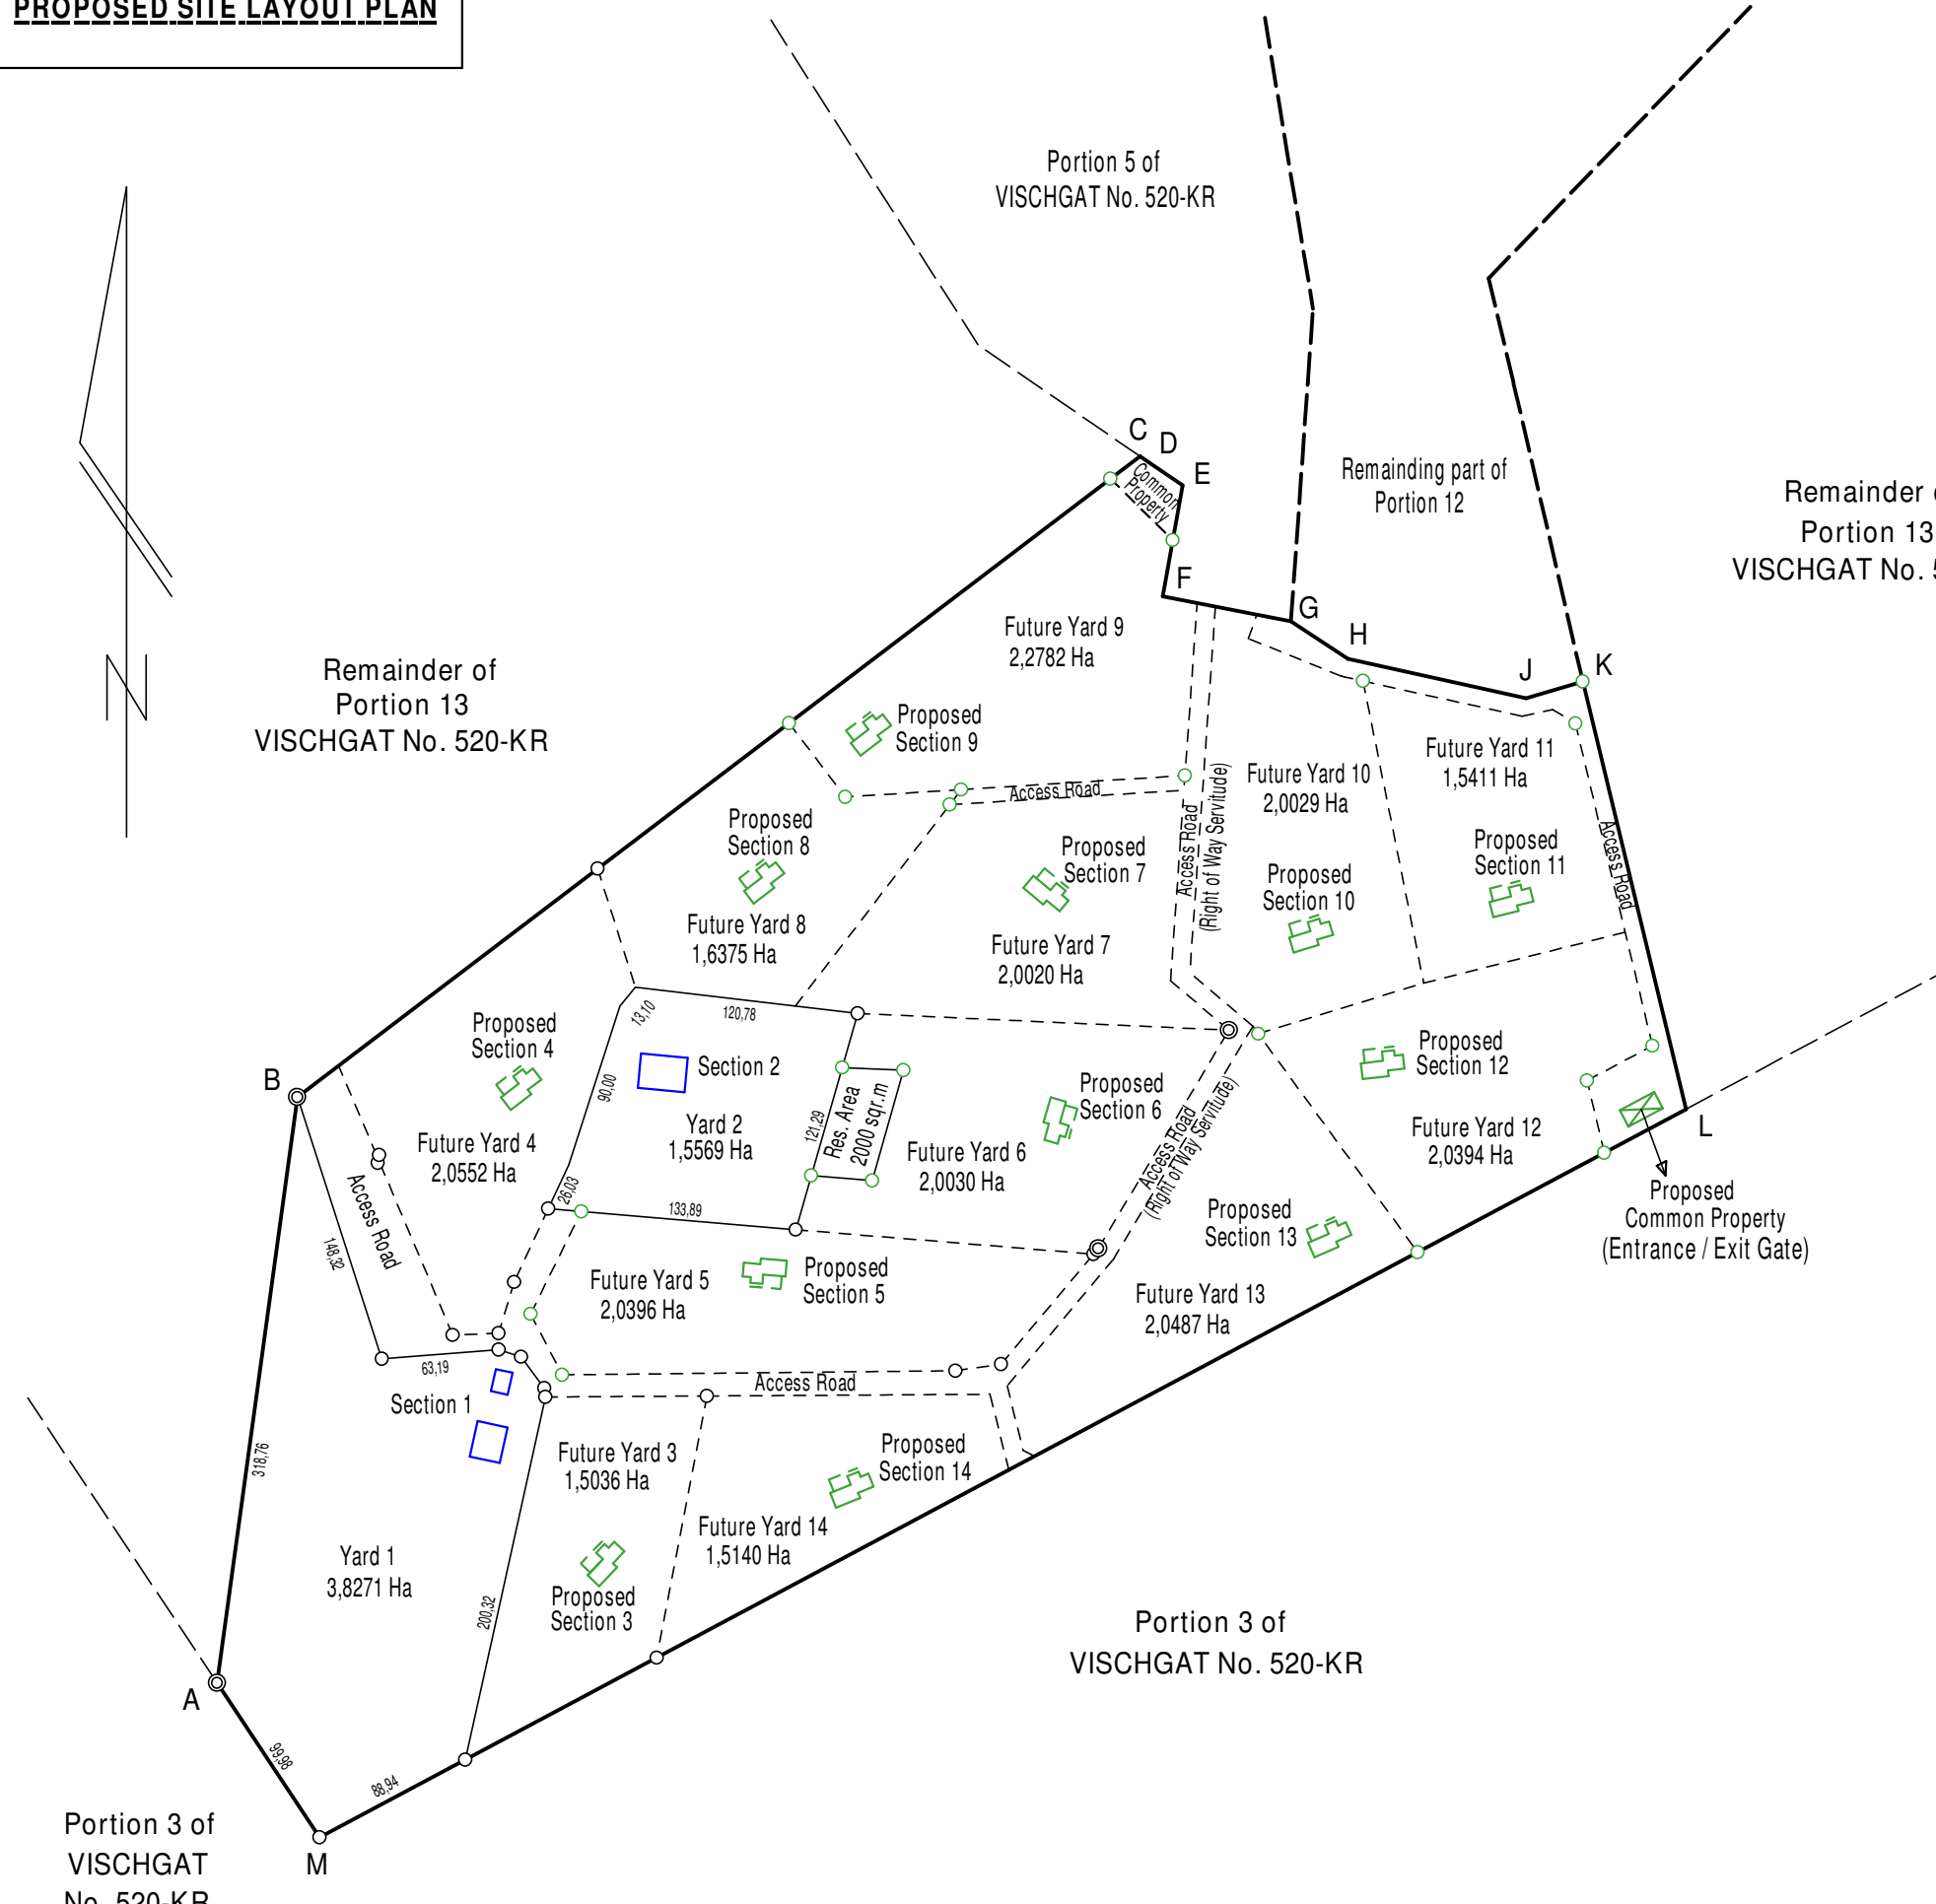 PROPOSED SITE LAYOUT PLAN
Portion 5 of
VISCHGAT No. 520-KR
C
D
E
Common
Property
F
G
H
J
K
Remainding part of
Portion 12
Remainder
Portion 13
VISCHGAT No.
N
Remainder of
Portion 13
VISCHGAT No. 520-KR
Future Yard 9
2,2782 Ha
Proposed
Section 9
Access Road
Proposed
Section 8
Future Yard 8
1,6375 Ha
Proposed
Section 7
Future Yard 7
2,0020 Ha
Access Road
(Right of Way Servitude)
Future Yard 10
2,0029 Ha
Proposed
Section 10
Future Yard 11
1,5411 Ha
Proposed
Section 11
Access Road
B
Proposed
Section 4
Future Yard 4
2,0552 Ha
Access Road
13,10
120,78
90,00
Section 2
Yard 2
1,5569 Ha
121,29
Res. Area
2000 sqr.m
26,03
133,89
Proposed
Section 6
Future Yard 6
2,0030 Ha
Access Road
(Right of Way Servitude)
Proposed
Section 12
Future Yard 12
2,0394 Ha
L
Proposed
Common Property
(Entrance / Exit Gate)
Proposed
Section 13
Future Yard 13
2,0487 Ha
Future Yard 5
2,0396 Ha
Proposed
Section 5
148,32
63,19
Section 1
Access Road
318,76
Future Yard 3
1,5036 Ha
Proposed
Section 3
Proposed
Section 14
Future Yard 14
1,5140 Ha
Yard 1
3,8271 Ha
200,32
A
99,98
88,94
M
Portion 3 of
VISCHGAT No. 520-KR
Portion 3 of
VISCHGAT
No. 520-KR